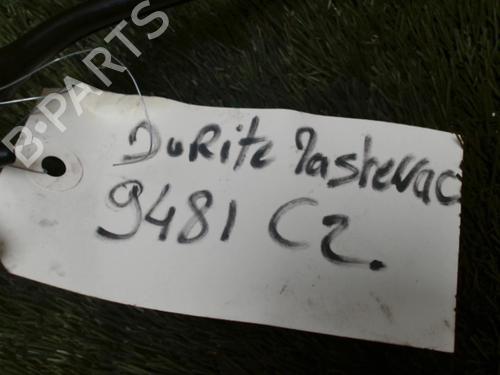 B-PARTS
Durite Mastervac
9481 C2.